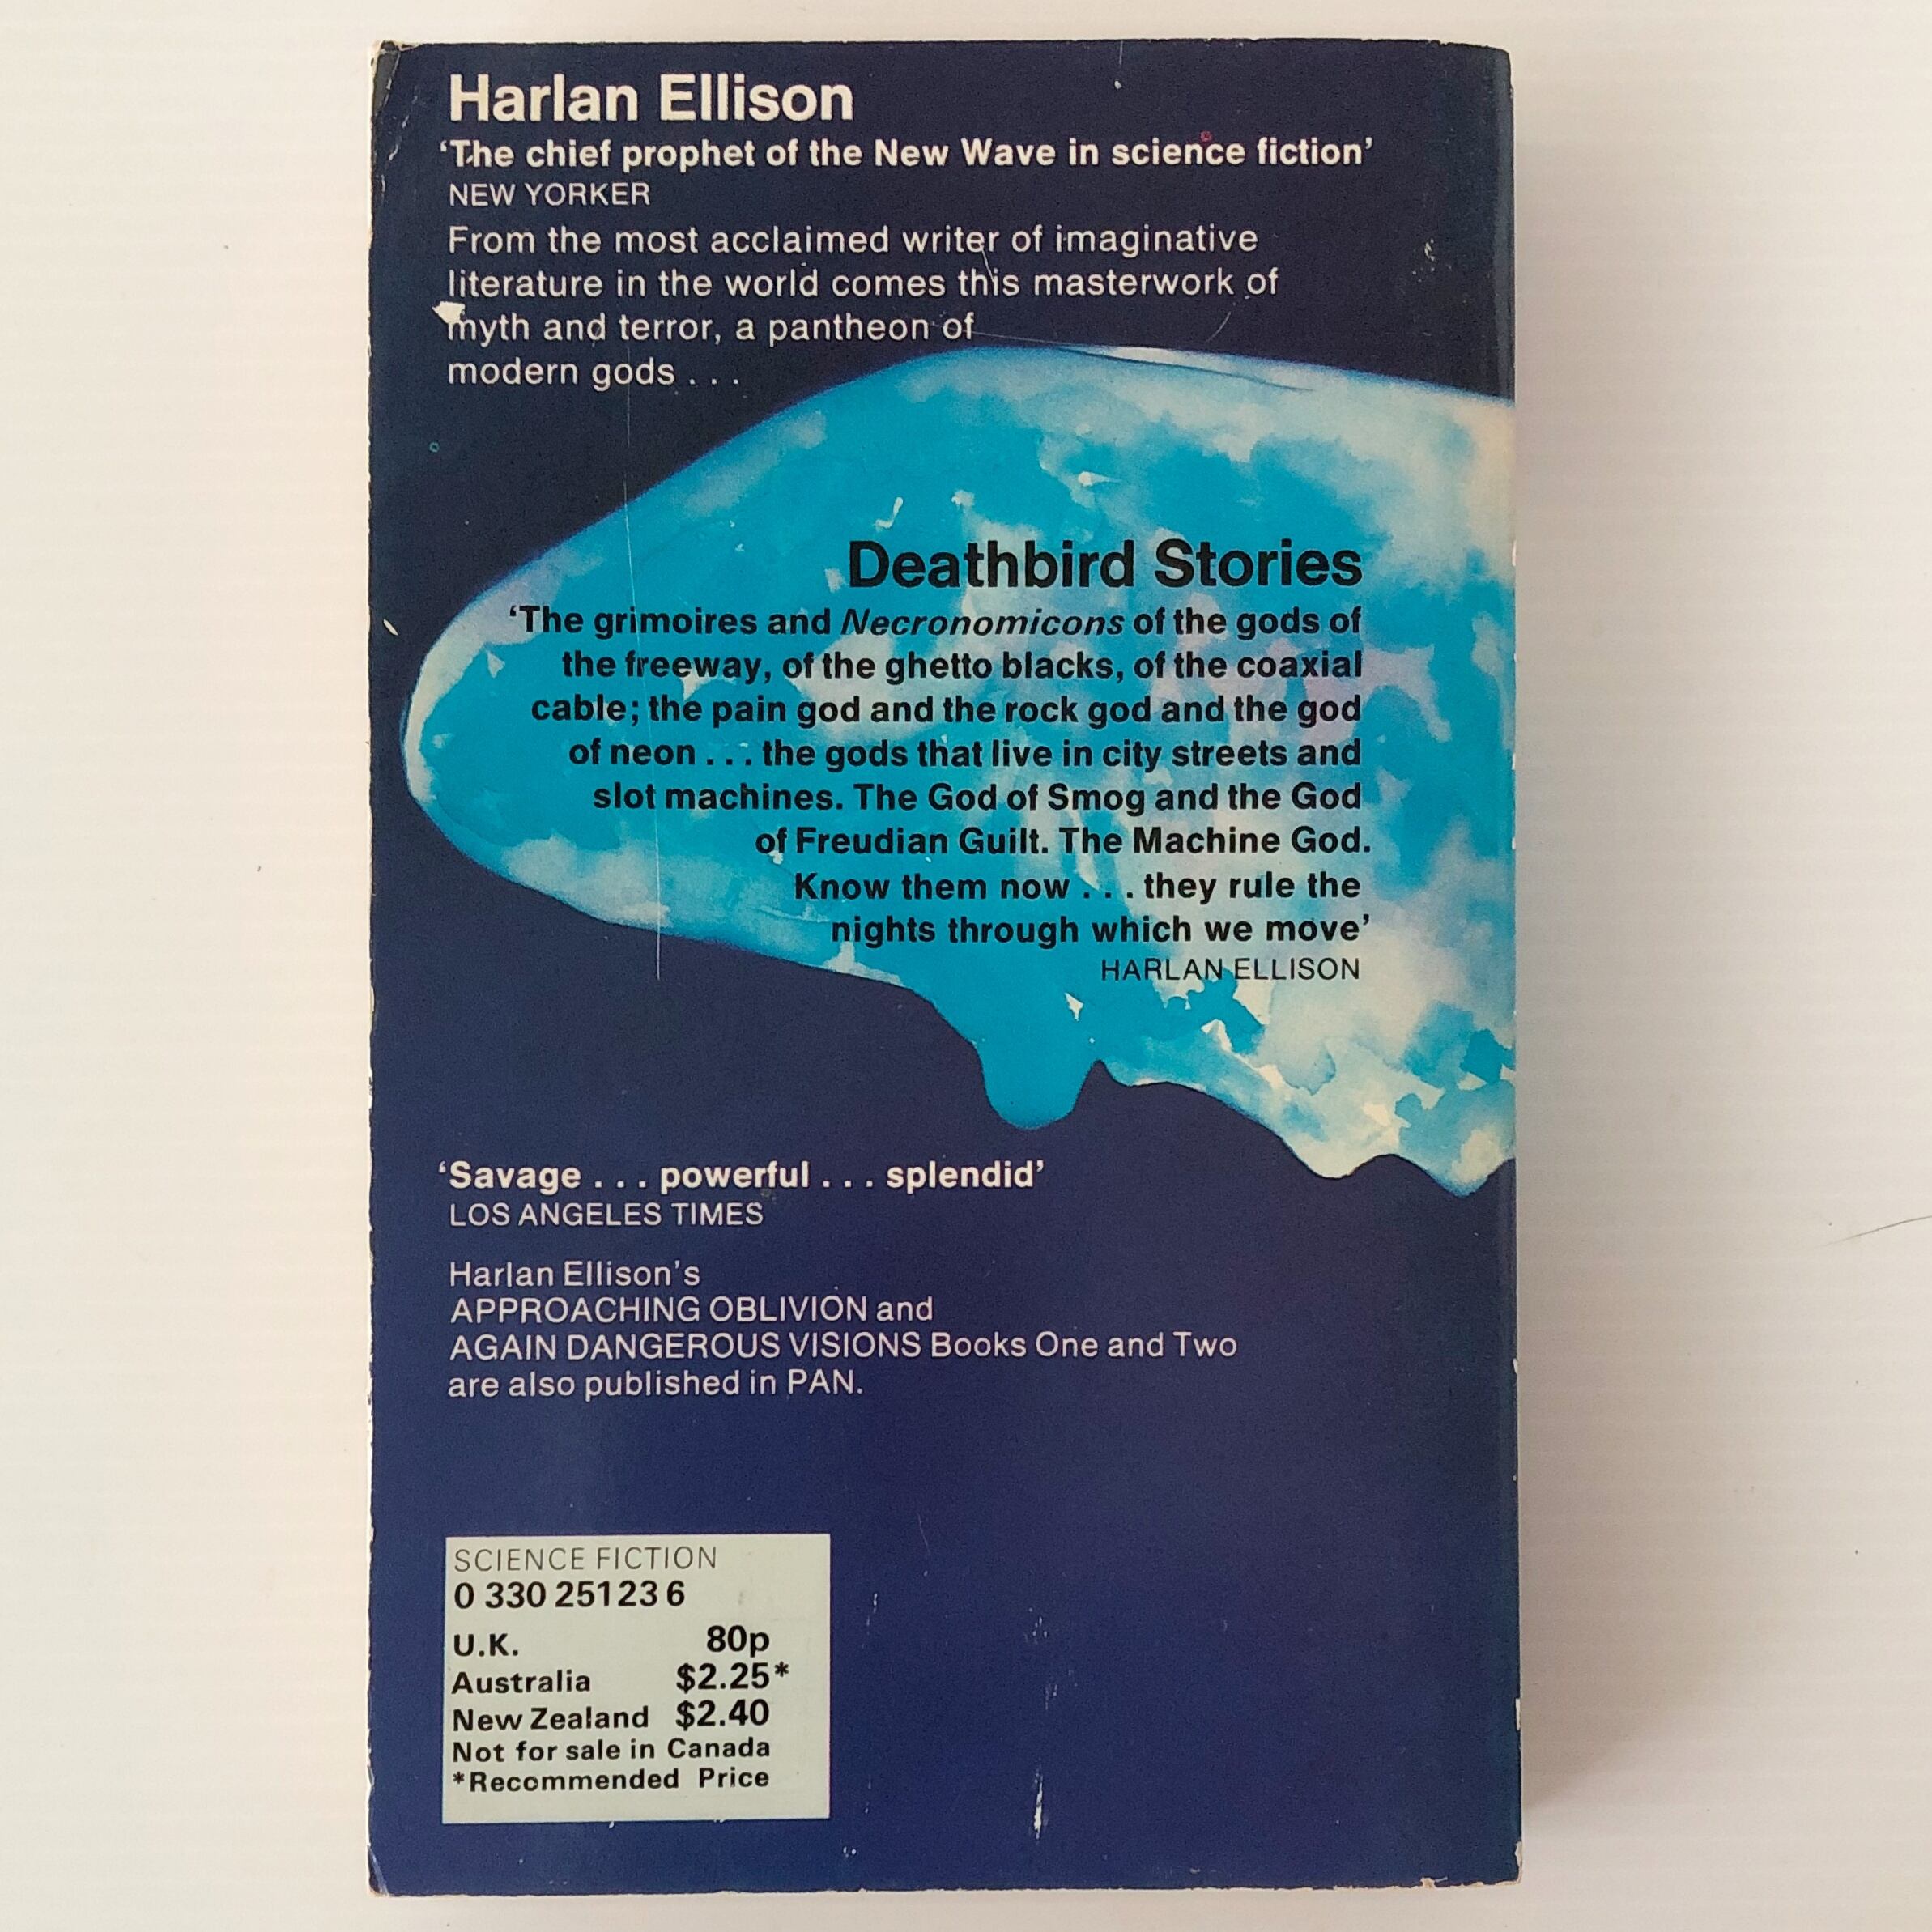 Harlan Ellison
‘The chief prophet of the New Wave in science fiction’
NEW YORKER
From the most acclaimed writer of imaginative
literature in the world comes this masterwork of
myth and terror, a pantheon of
modern gods . . .
Deathbird Stories
‘The grimoires and Necronomicons of the gods of
the freeway, of the ghetto blacks, of the coaxial
cable; the pain god and the rock god and the god
of neon . . . the gods that live in city streets and
slot machines. The God of Smog and the God
of Freudian Guilt. The Machine God.
Know them now . . . they rule the
nights through which we move’
HARLAN ELLISON
‘Savage . . . powerful . . . splendid’
LOS ANGELES TIMES
Harlan Ellison’s
APPROACHING OBLIVION and
AGAIN DANGEROUS VISIONS Books One and Two
are also published in PAN.
SCIENCE FICTION
0 330 25123 6
U.K. 80p
Australia $2.25*
New Zealand $2.40
Not for sale in Canada
*Recommended Price